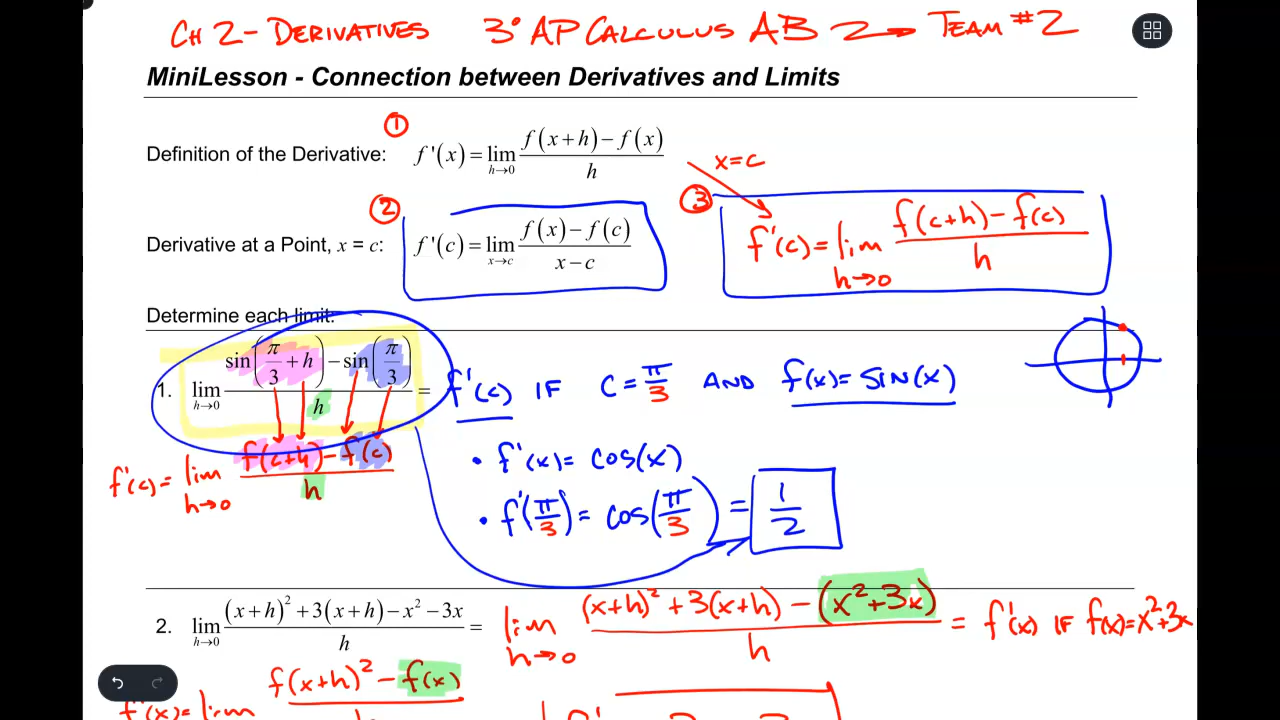 CH 2 - DERIVATIVES 3° AP CALCULUS AB 2 → TEAM #2
MiniLesson - Connection between Derivatives and Limits
①
Definition of the Derivative: f '(x) = lim h→0 (f(x+h) − f(x)) / h
x=c
②
③
Derivative at a Point, x = c: f '(c) = lim x→c (f(x) − f(c)) / (x − c)
f'(c) = lim h→0 (f(c+h) − f(c)) / h
Determine each limit:
1. lim h→0 (sin(π/3 + h) − sin(π/3)) / h = f'(c) IF C = π/3 AND f(x) = SIN(x)
f'(c) = lim h→0 (f(c+h) − f(c)) / h
• f'(x) = cos(x)
• f'(π/3) = cos(π/3) = 1/2
2. lim h→0 ((x+h)² + 3(x+h) − x² − 3x) / h = lim h→0 ((x+h)² + 3(x+h) − (x² + 3x)) / h = f'(x) IF f(x) = x² + 3x
f(x+h)² − f(x)
f'(x) = lim